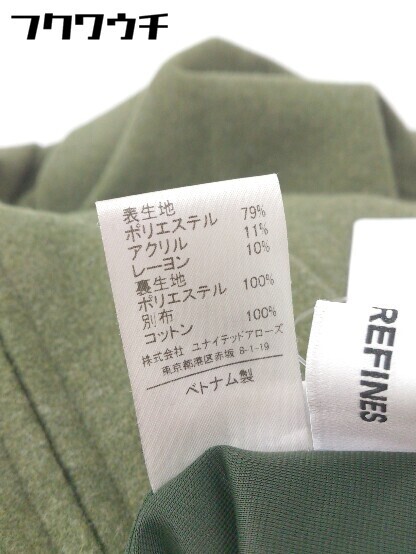 フクワウチ
表生地
ポリエステル 79%
アクリル 11%
レーヨン 10%
裏生地
ポリエステル 100%
別布
コットン 100%
株式会社 ユナイテッドアローズ
東京都港区赤坂 8-1-19
ベトナム製
REFINES